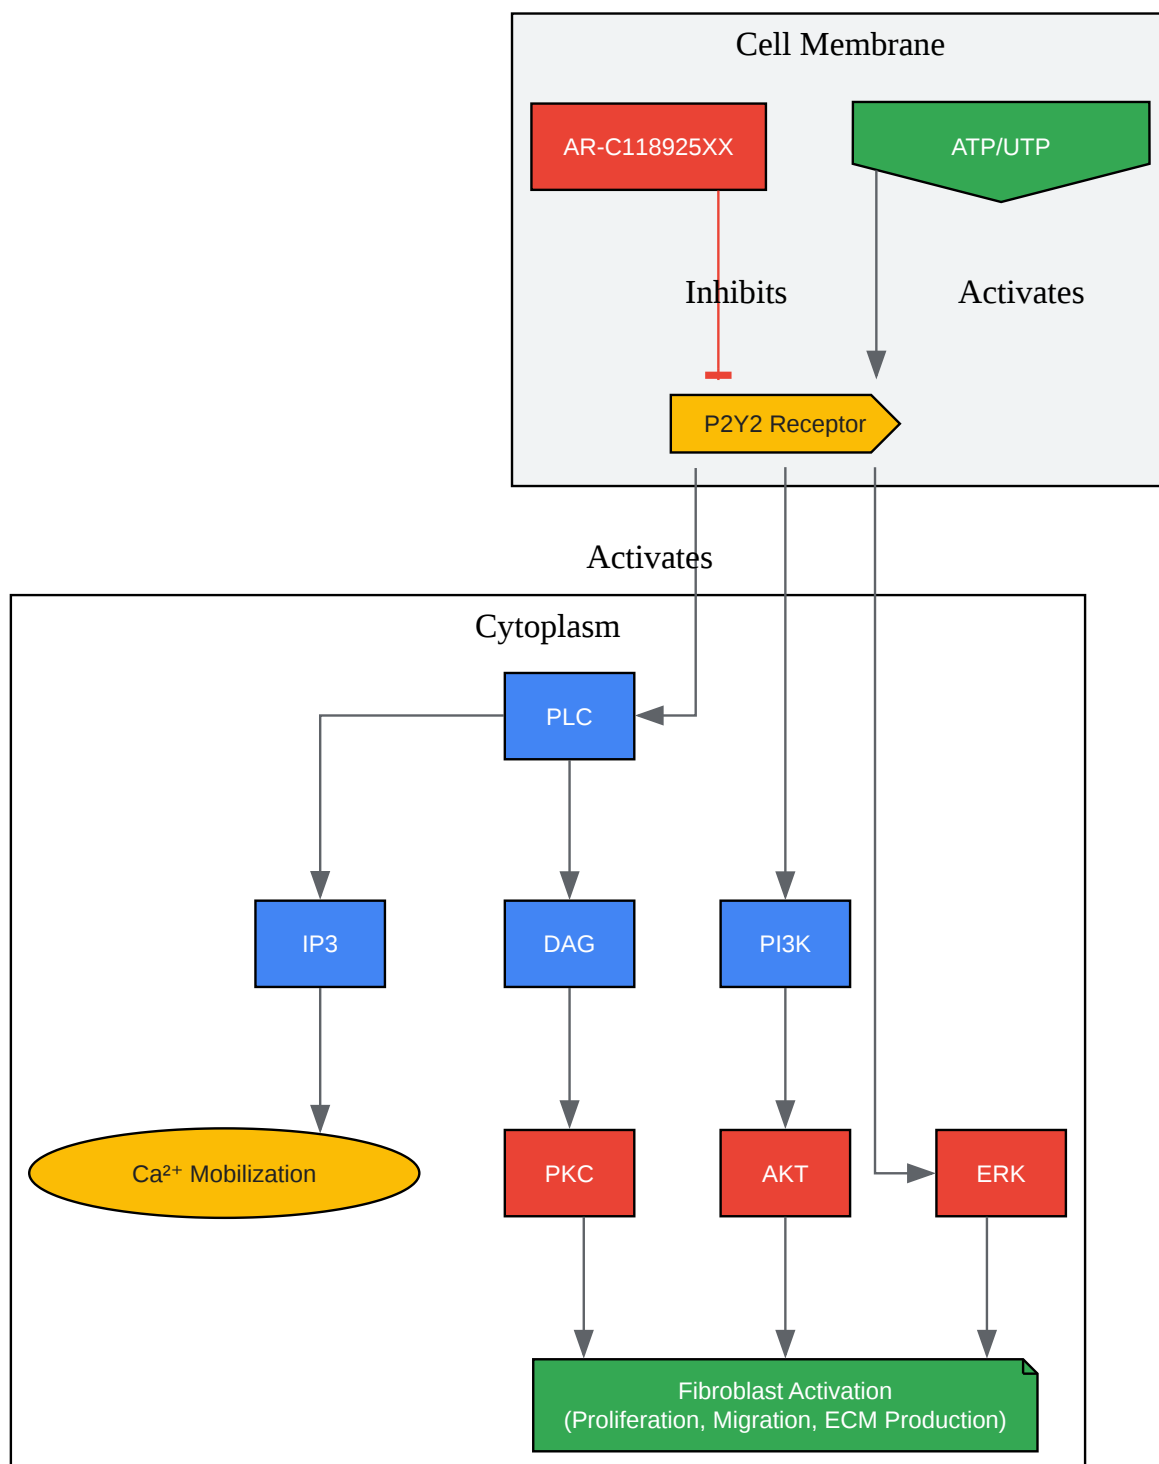 Cell Membrane
AR-C118925XX
ATP/UTP
Inhibits
Activates
P2Y2 Receptor
Activates
Cytoplasm
PLC
IP3
DAG
PI3K
Ca²⁺ Mobilization
PKC
AKT
ERK
Fibroblast Activation
(Proliferation, Migration, ECM Production)